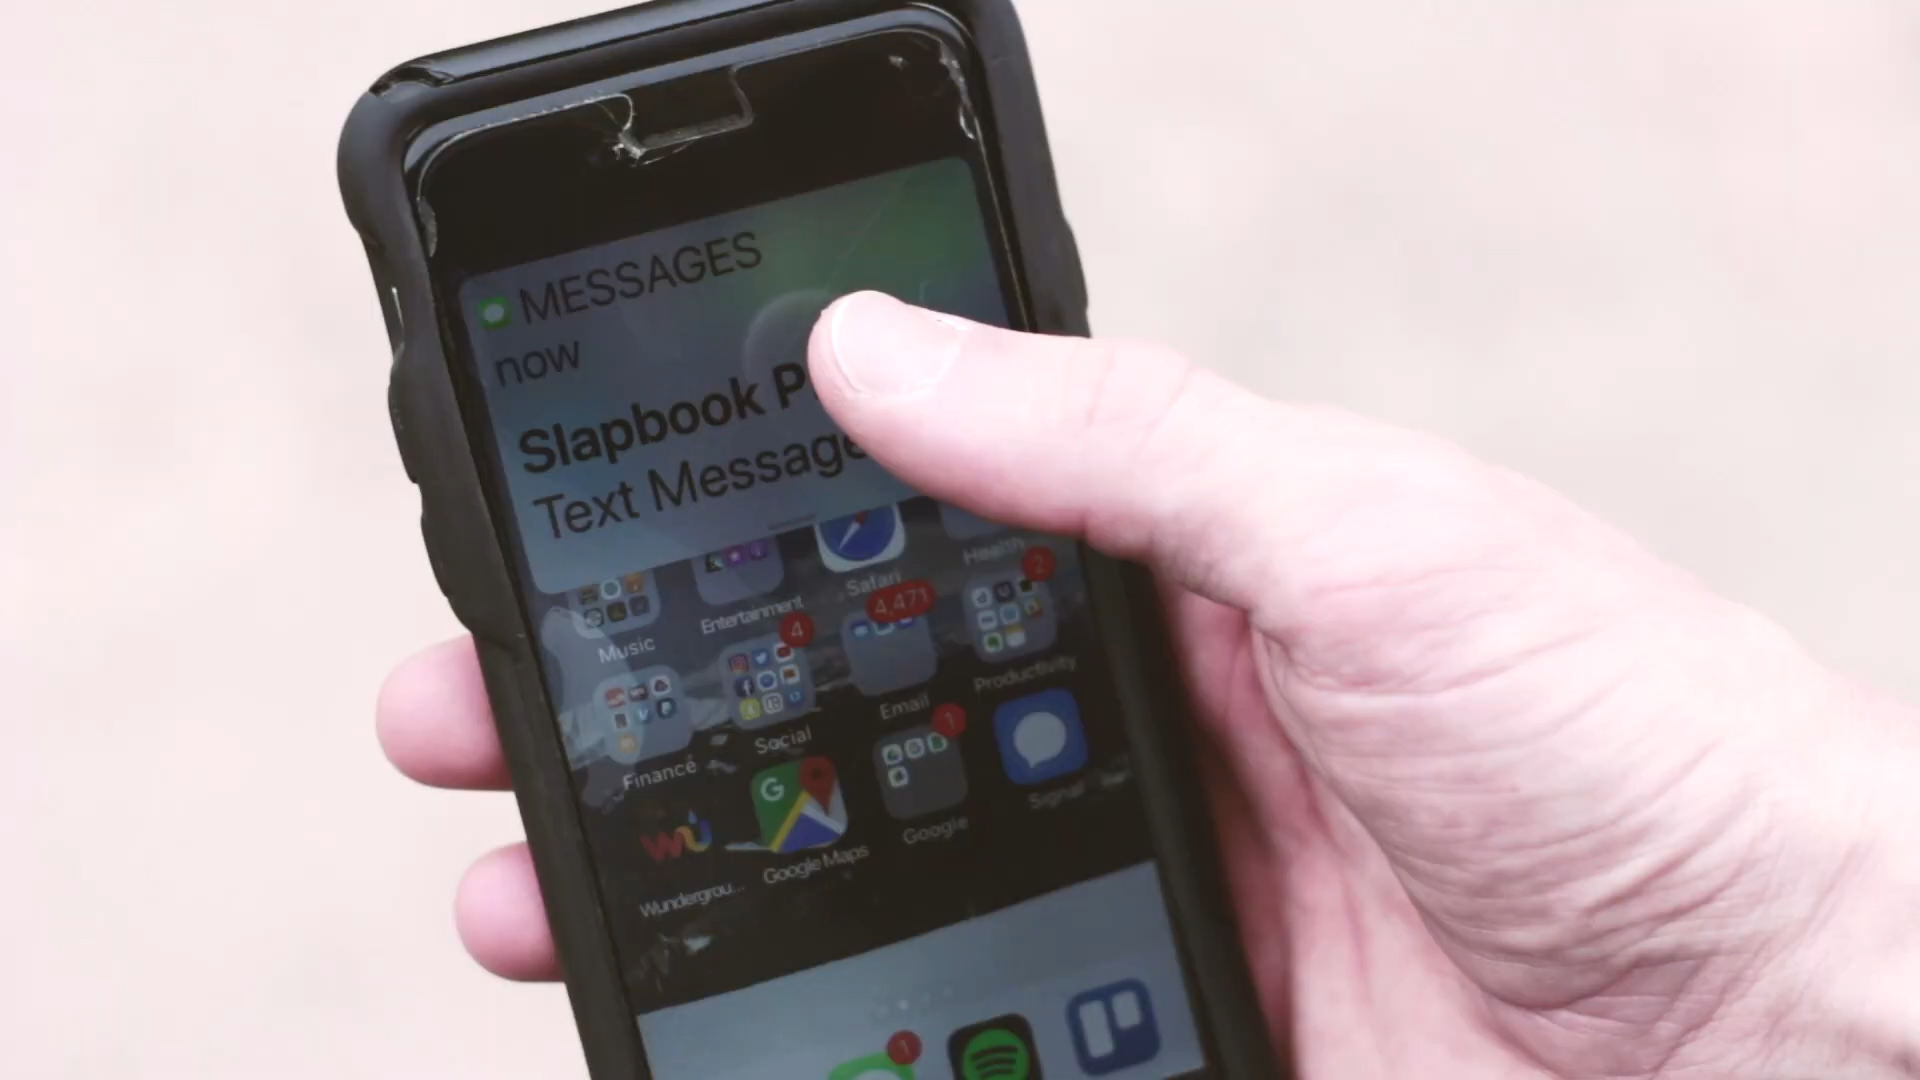 MESSAGES
now
Slapbook P
Text Message
Safari
Health
Music
Entertainment
4,471
2
4
Finance
Social
Email
Productivity
1
G
wu
Wundergrou...
Google Maps
Google
Signal
1